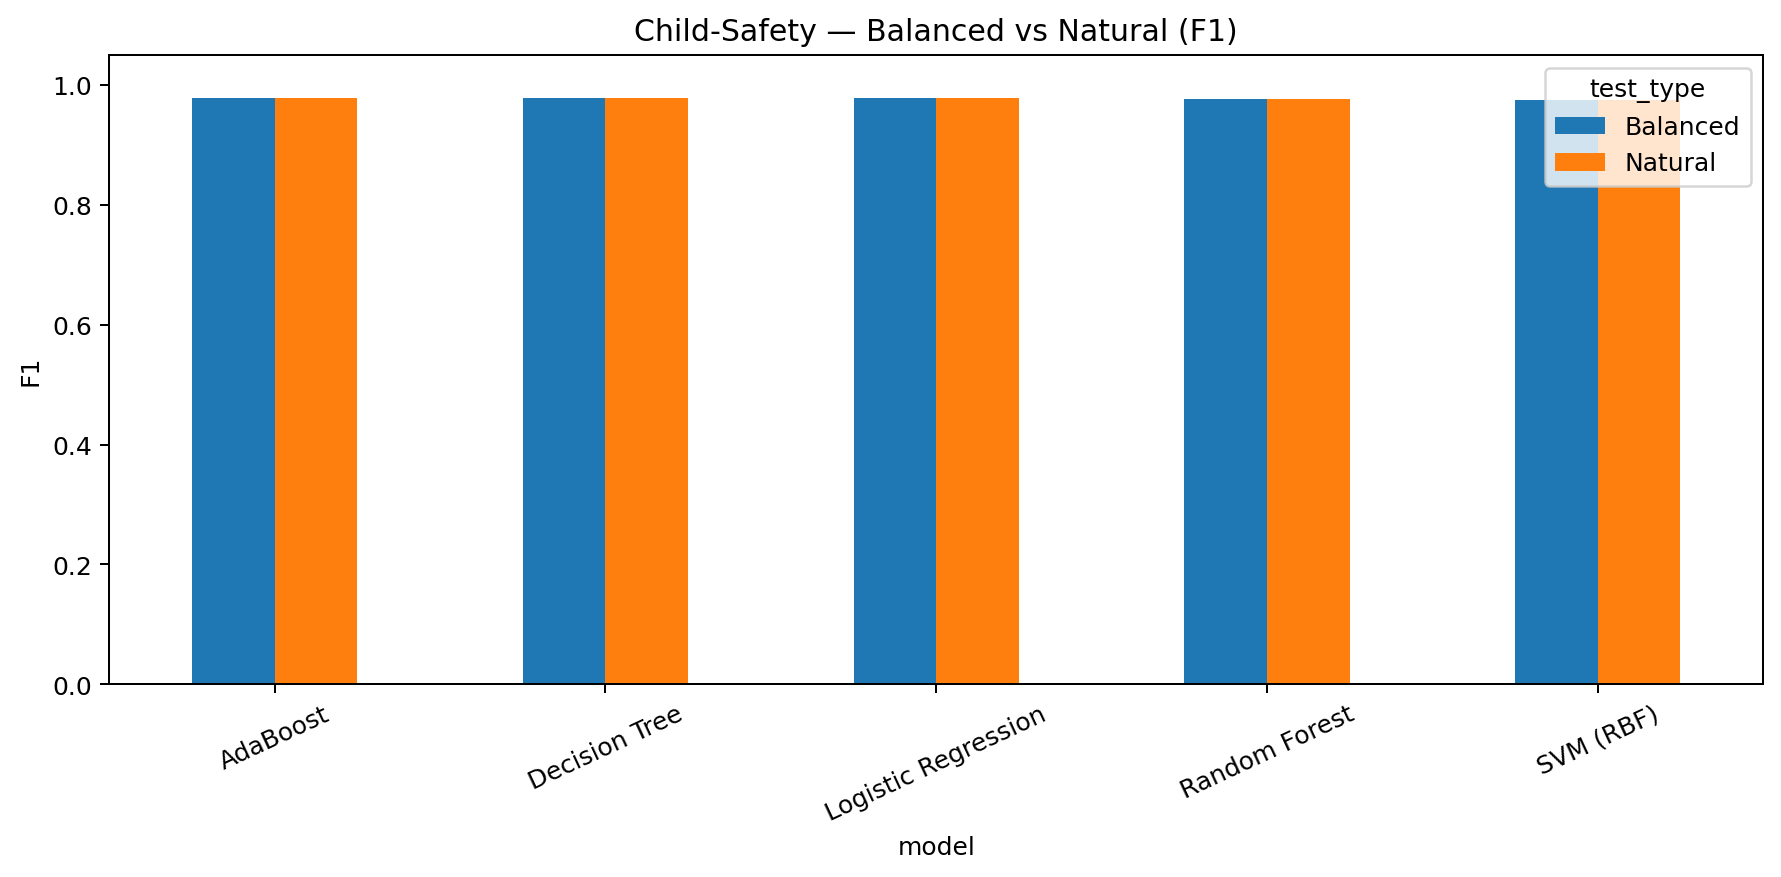 Child-Safety — Balanced vs Natural (F1)
test_type
Balanced
Natural
F1
1.0
0.8
0.6
0.4
0.2
0.0
AdaBoost
Decision Tree
Logistic Regression
Random Forest
SVM (RBF)
model